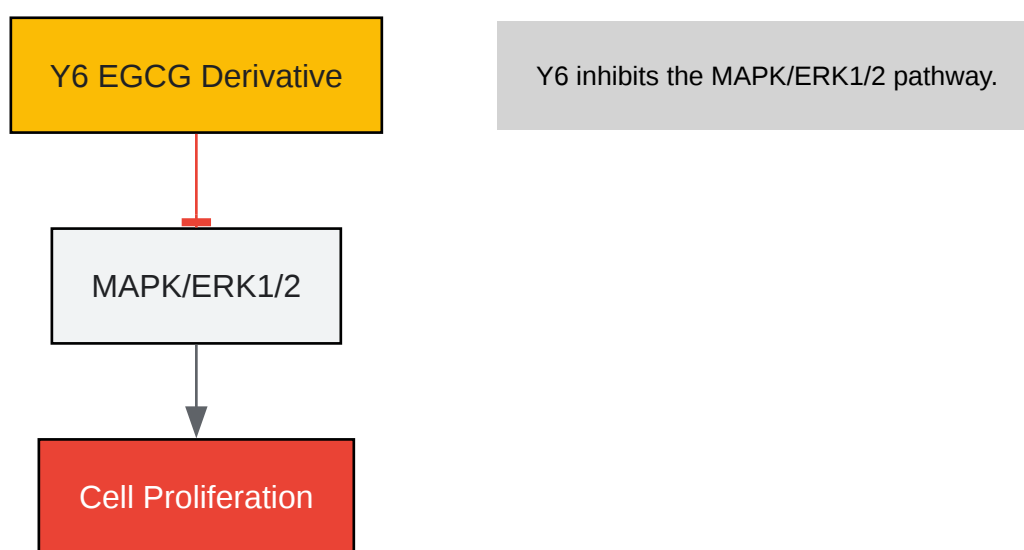 Y6 EGCG Derivative
Y6 inhibits the MAPK/ERK1/2 pathway.
MAPK/ERK1/2
Cell Proliferation